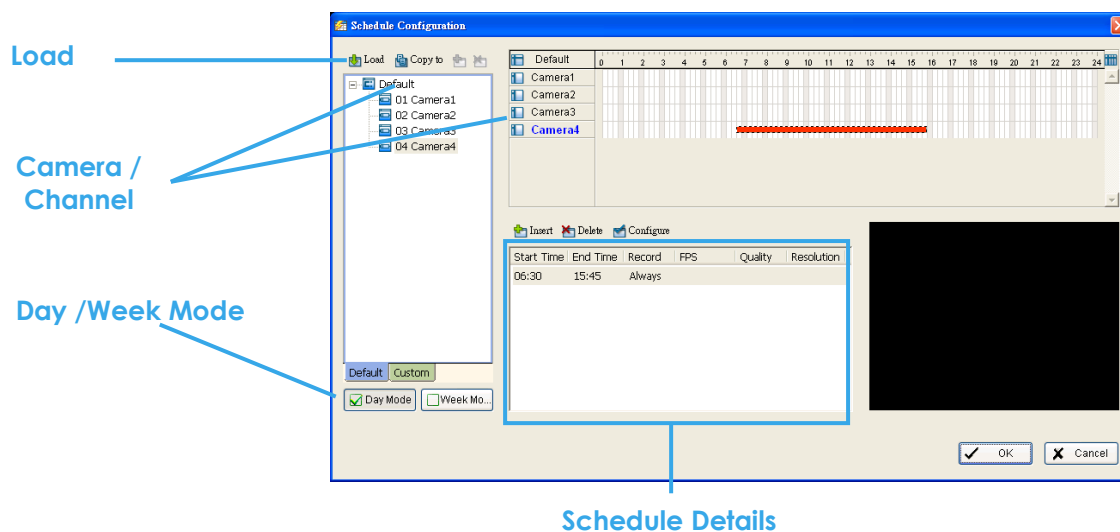 Schedule Configuration
Load
Load Copy to
Default 0 1 2 3 4 5 6 7 8 9 10 11 12 13 14 15 16 17 18 19 20 21 22 23 24
Default
01 Camera1
02 Camera2
03 Camera3
04 Camera4
Camera1
Camera2
Camera3
Camera4
Camera /
Channel
Insert Delete Configure
Start Time End Time Record FPS Quality Resolution
06:30 15:45 Always
Day /Week Mode
Default Custom
Day Mode Week Mo...
OK Cancel
Schedule Details